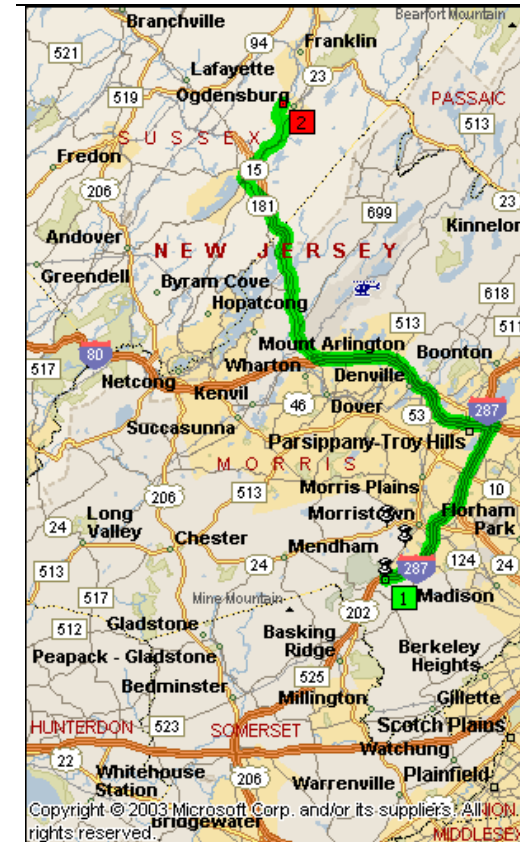 Bearfort Mountain
Branchville
94
Franklin
521
Lafayette
23
519
Ogdensburg
PASSAIC
2
513
SUSSEX
Fredon
15
206
181
23
699
Kinnelon
Andover
NEW JERSEY
Greendell
Byram Cove
618
Hopatcong
513
511
Mount Arlington
80
Boonton
517
Wharton
Denville
Netcong
Kenvil
46
Dover
53
287
Succasunna
Parsippany-Troy Hills
MORRIS
Morris Plains
10
206
513
Morristown
Florham
Park
24
Long
Valley
Chester
Mendham
24
124
24
287
513
517
Mine Mountain
1
Madison
202
512
Gladstone
Basking
Ridge
Berkeley
Heights
Peapack - Gladstone
525
Bedminster
Millington
Gillette
HUNTERDON
523
SOMERSET
Scotch Plains
Watchung
22
Whitehouse
Station
206
Plainfield
Warrenville
Copyright © 2003 Microsoft Corp. and/or its suppliers. All
NION
rights reserved.
Bridgewater
MIDDLESEX